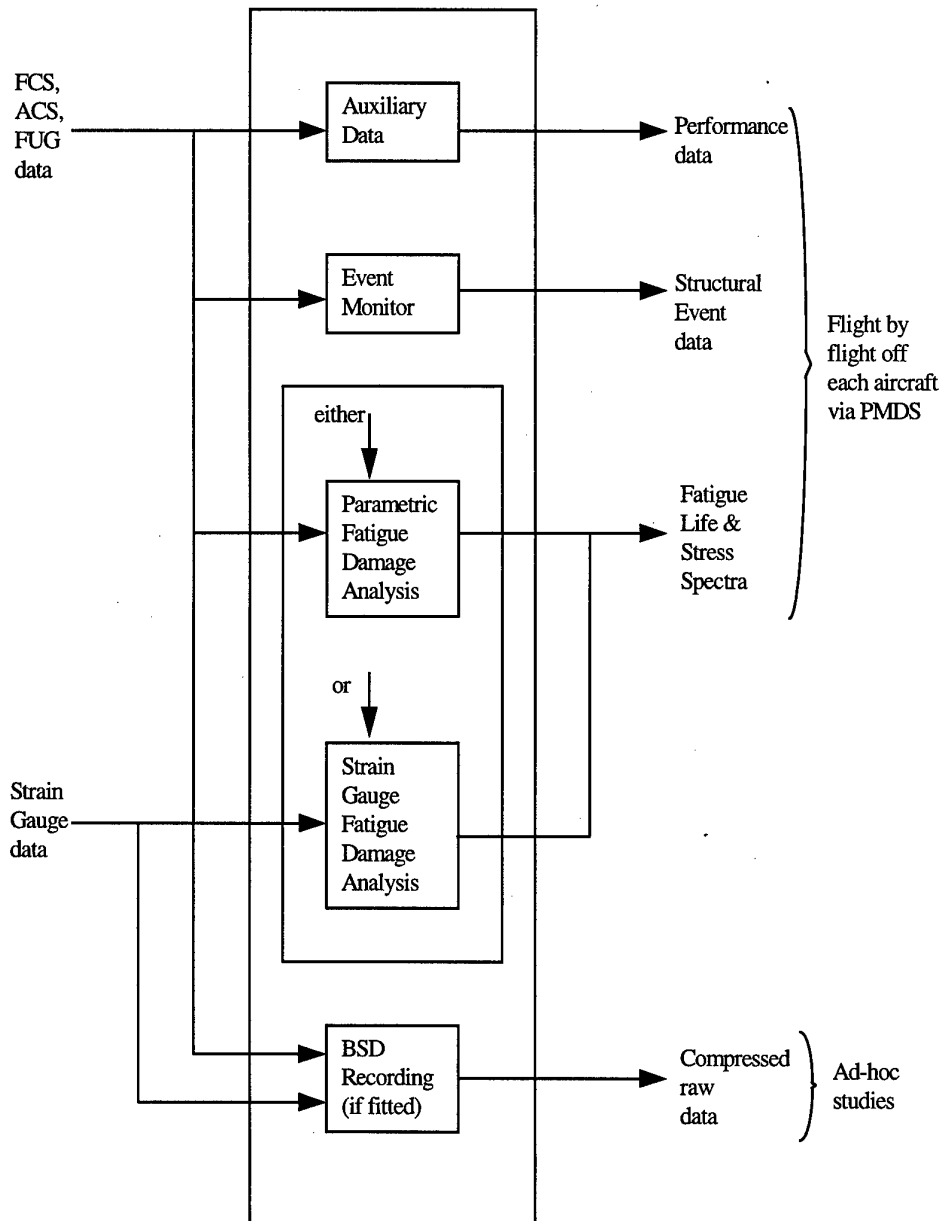 FCS,
ACS,
FUG
data
Auxiliary
Data
Performance
data
Event
Monitor
Structural
Event
data
Flight by
flight off
each aircraft
via PMDS
either
Parametric
Fatigue
Damage
Analysis
Fatigue
Life &
Stress
Spectra
or
Strain
Gauge
data
Strain
Gauge
Fatigue
Damage
Analysis
BSD
Recording
(if fitted)
Compressed
raw
data
Ad-hoc
studies